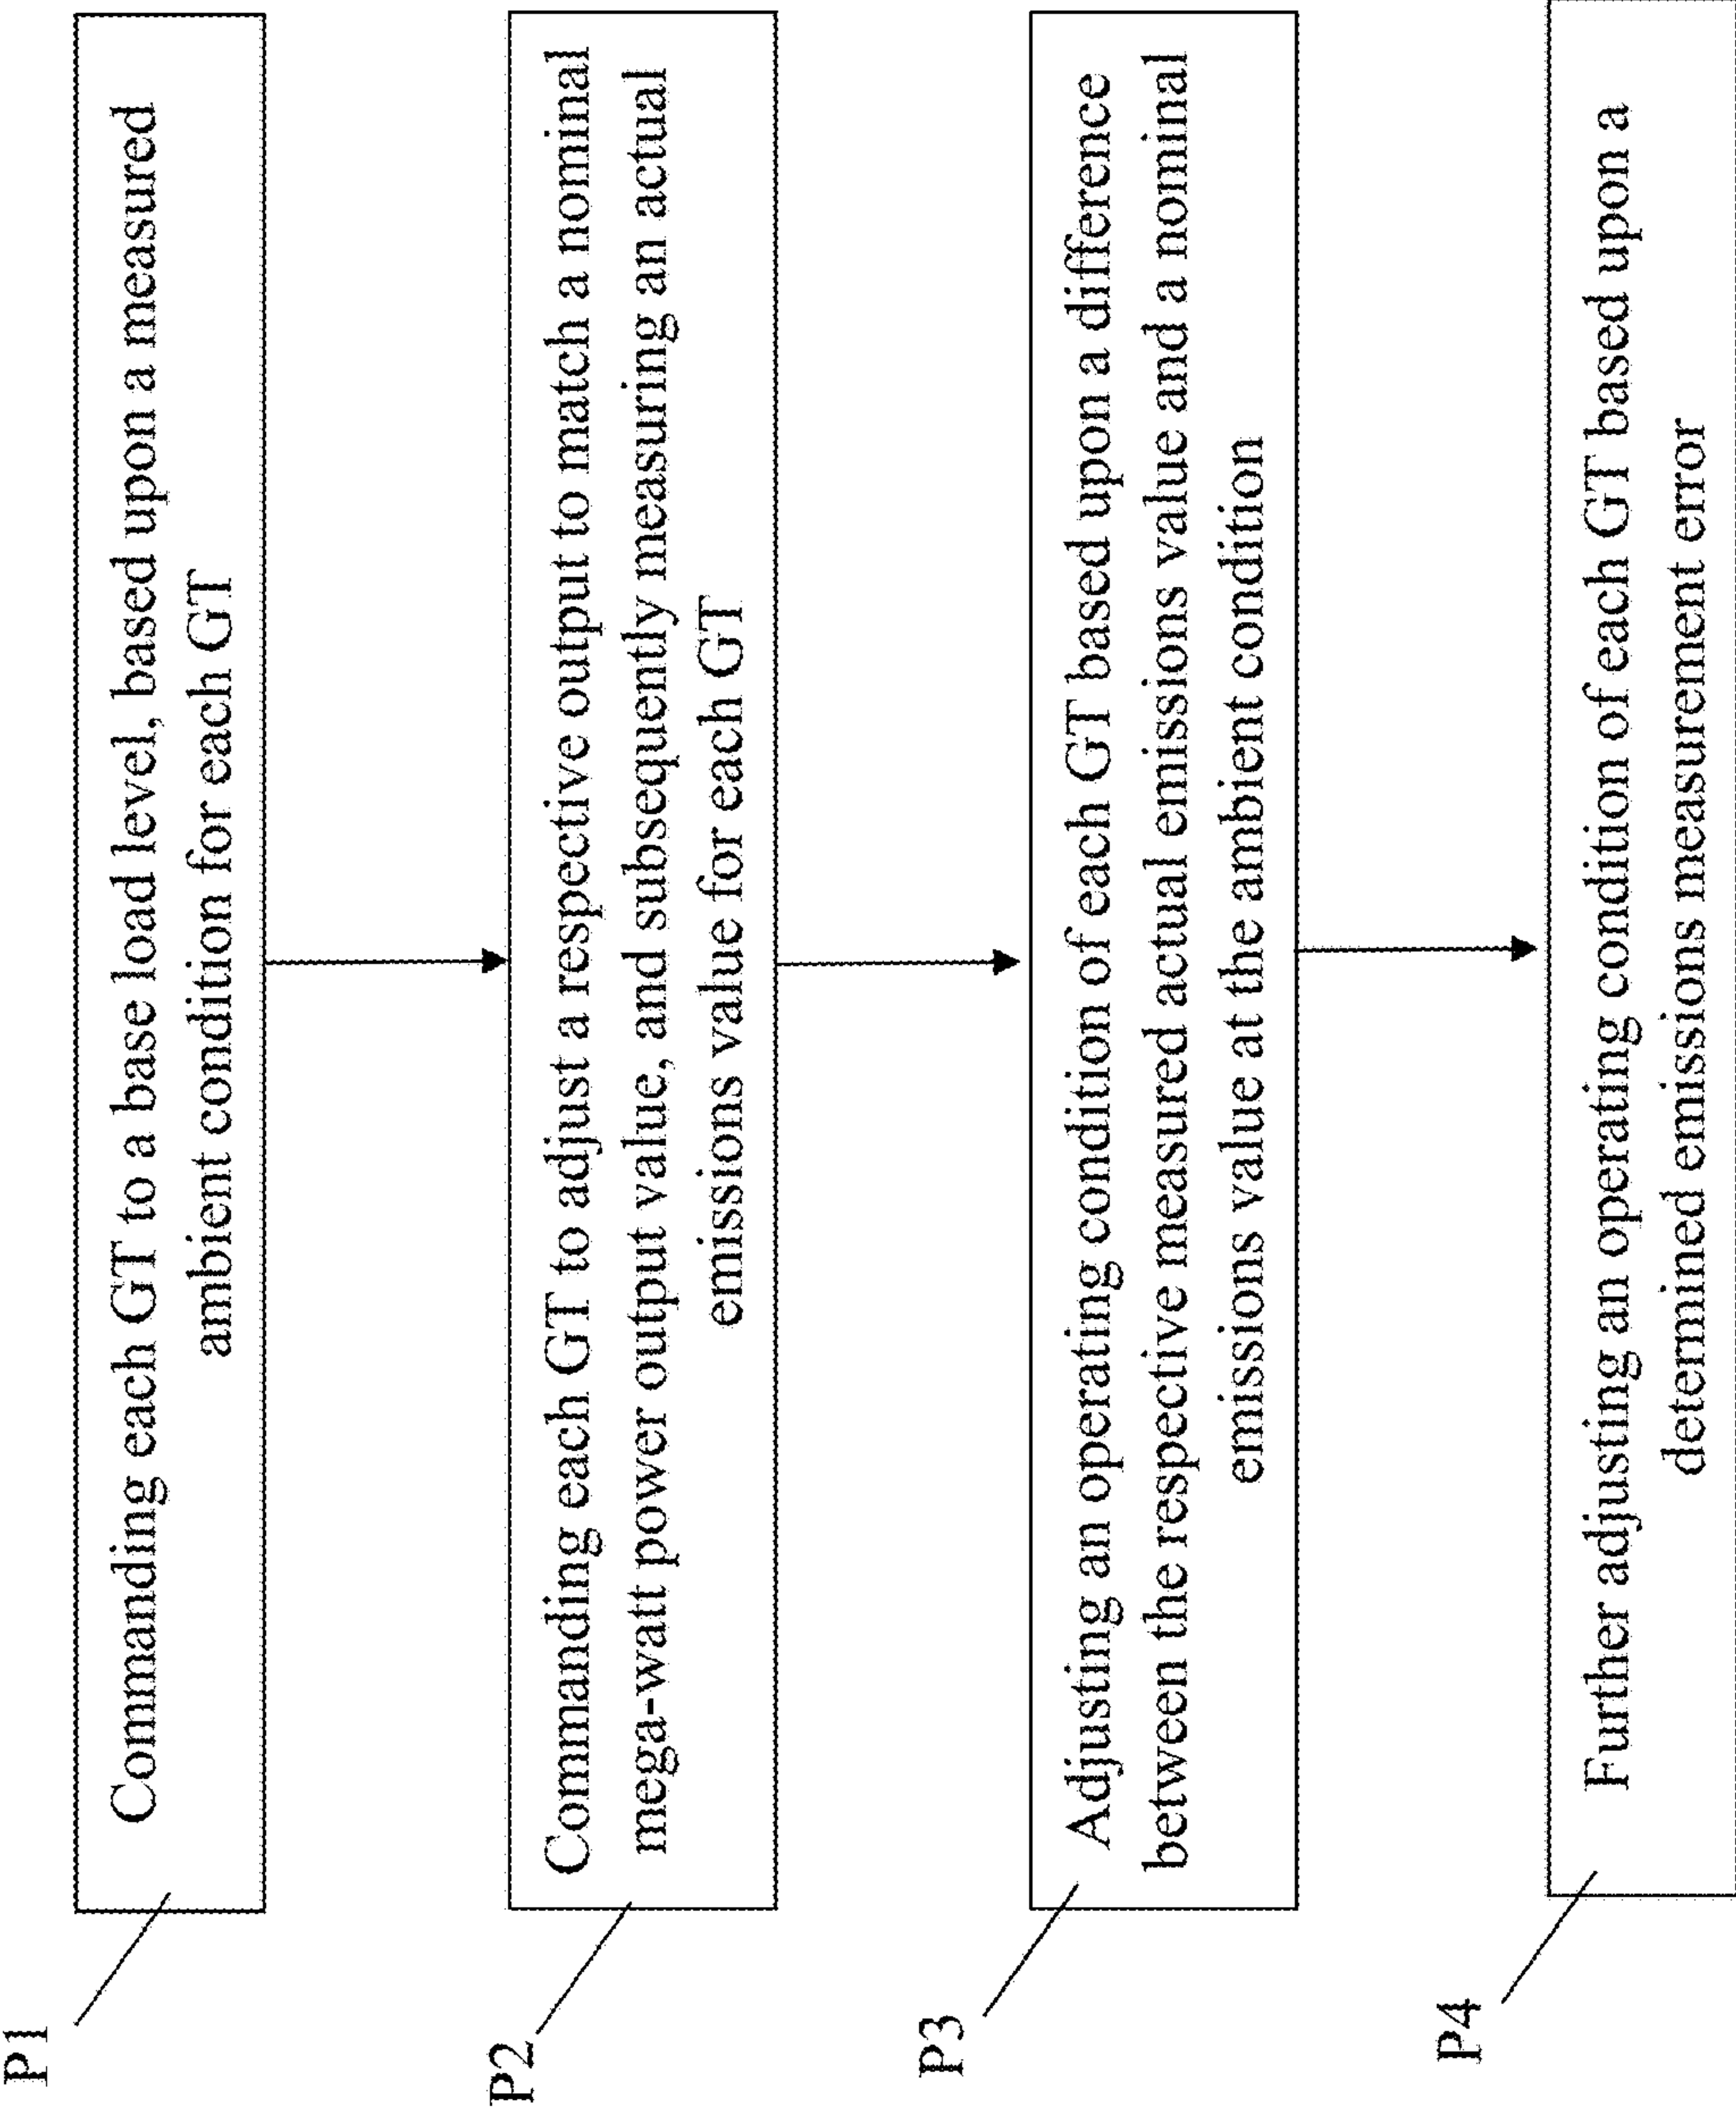 P1
Commanding each GT to a base load level, based upon a measured
ambient condition for each GT
P2
Commanding each GT to adjust a respective output to match a nominal
mega-watt power output value, and subsequently measuring an actual
emissions value for each GT
P3
Adjusting an operating condition of each GT based upon a difference
between the respective measured actual emissions value and a nominal
emissions value at the ambient condition
P4
Further adjusting an operating condition of each GT based upon a
determined emissions measurement error